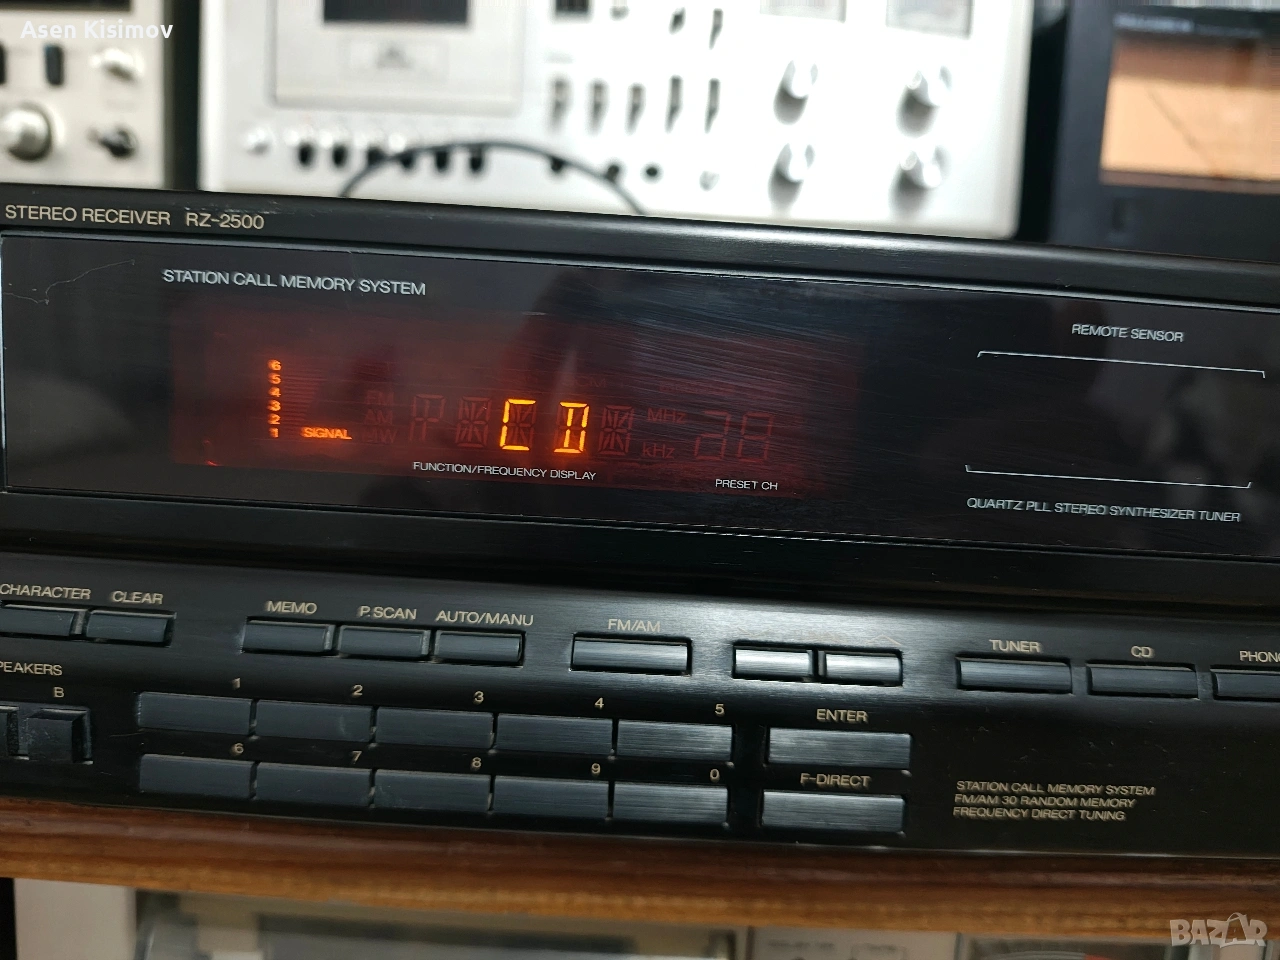 Asen Kisimov
STEREO RECEIVER RZ-2500
STATION CALL MEMORY SYSTEM
REMOTE SENSOR
6
5
4
3
2
1
SIGNAL
FM
AM
MW
CD
MHz
kHz
FUNCTION/FREQUENCY DISPLAY
PRESET CH
QUARTZ PLL STEREO SYNTHESIZER TUNER
CHARACTER CLEAR
MEMO P.SCAN AUTO/MANU
FM/AM
TUNER CD PHONO
PEAKERS
B
1 2 3 4 5
ENTER
6 7 8 9 0
F-DIRECT
STATION CALL MEMORY SYSTEM
FM/AM 30 RANDOM MEMORY
FREQUENCY DIRECT TUNING
BAZAR